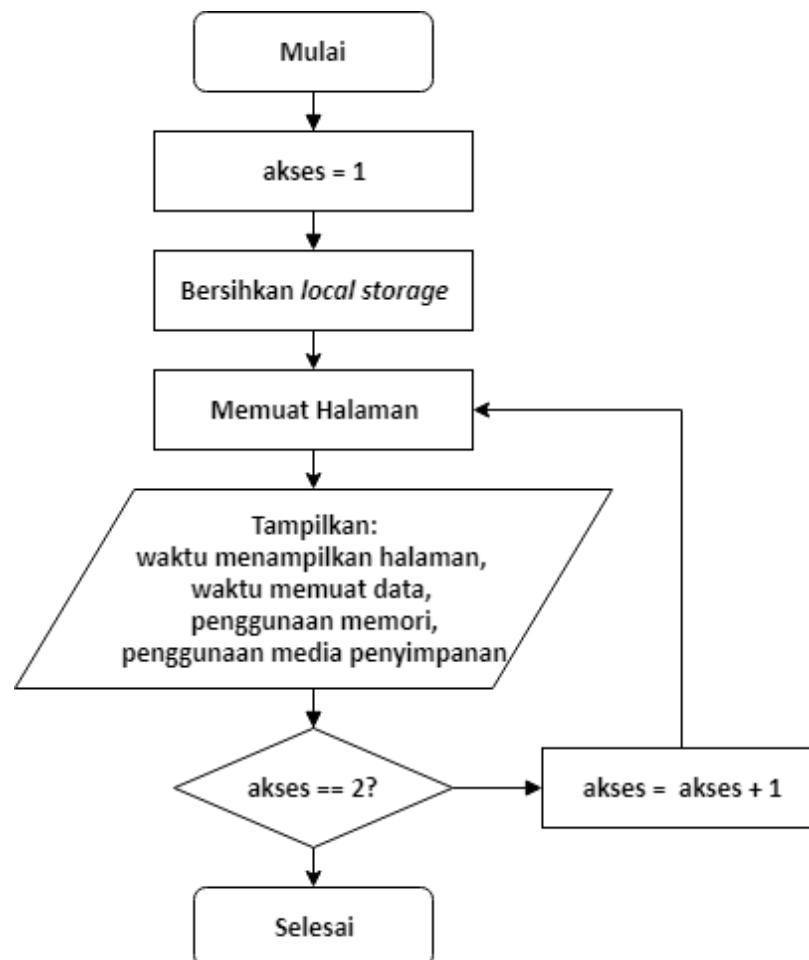 Mulai
akses = 1
Bersihkan local storage
Memuat Halaman
Tampilkan:
waktu menampilkan halaman,
waktu memuat data,
penggunaan memori,
penggunaan media penyimpanan
akses == 2?
akses = akses + 1
Selesai